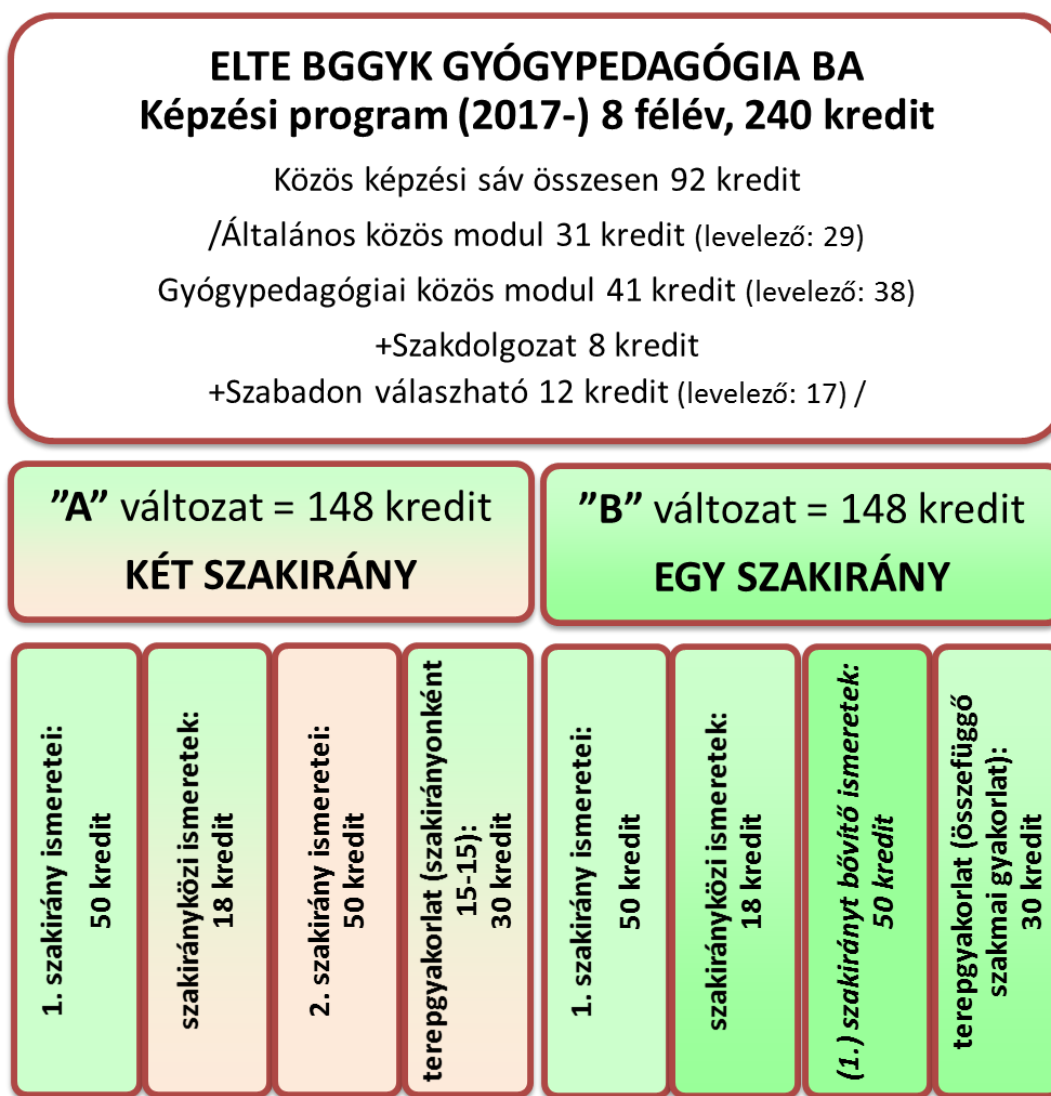 ELTE BGGYK GYÓGYPEDAGÓGIA BA
Képzési program (2017-) 8 félév, 240 kredit
Közös képzési sáv összesen 92 kredit
/Általános közös modul 31 kredit (levelező: 29)
Gyógypedagógiai közös modul 41 kredit (levelező: 38)
+Szakdolgozat 8 kredit
+Szabadon válaszható 12 kredit (levelező: 17) /
”A” változat = 148 kredit
KÉT SZAKIRÁNY
”B” változat = 148 kredit
EGY SZAKIRÁNY
1. szakirány ismeretei:
50 kredit
szakirányközi ismeretek:
18 kredit
2. szakirány ismeretei:
50 kredit
terepgyakorlat (szakirányonként
15-15):
30 kredit
1. szakirány ismeretei:
50 kredit
szakirányközi ismeretek:
18 kredit
(1.) szakirányt bővítő ismeretek:
50 kredit
terepgyakorlat (összefüggő
szakmai gyakorlat):
30 kredit